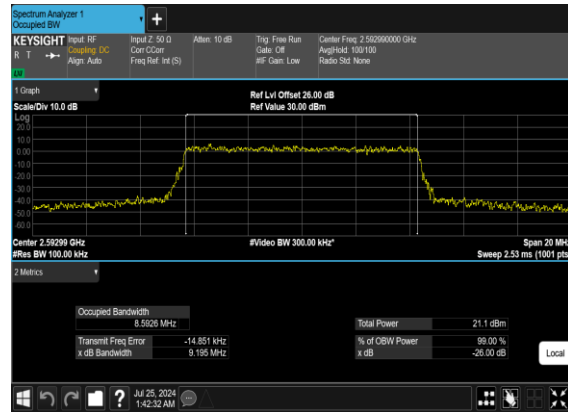 Spectrum Analyzer 1
Occupied BW
+
KEYSIGHT Input: RF Input Z: 50 Ω Atten: 10 dB Trig: Free Run Center Freq: 2.592990000 GHz
R T Coupling: DC Corr CCorr Gate: Off Avg|Hold: 100/100
Align: Auto Freq Ref: Int (S) #IF Gain: Low Radio Std: None
1 Graph Ref Lvl Offset 26.00 dB
Scale/Div 10.0 dB Ref Value 30.00 dBm
Log
20.0
10.0
0.00
-10.0
-20.0
-30.0
-40.0
-50.0
-60.0
Center 2.59299 GHz #Video BW 300.00 kHz* Span 20 MHz
#Res BW 100.00 kHz Sweep 2.53 ms (1001 pts)
2 Metrics
Occupied Bandwidth
8.5926 MHz Total Power 21.1 dBm
Transmit Freq Error -14.851 kHz % of OBW Power 99.00 %
x dB Bandwidth 9.195 MHz x dB -26.00 dB
Local
? Jul 25, 2024
1:42:32 AM